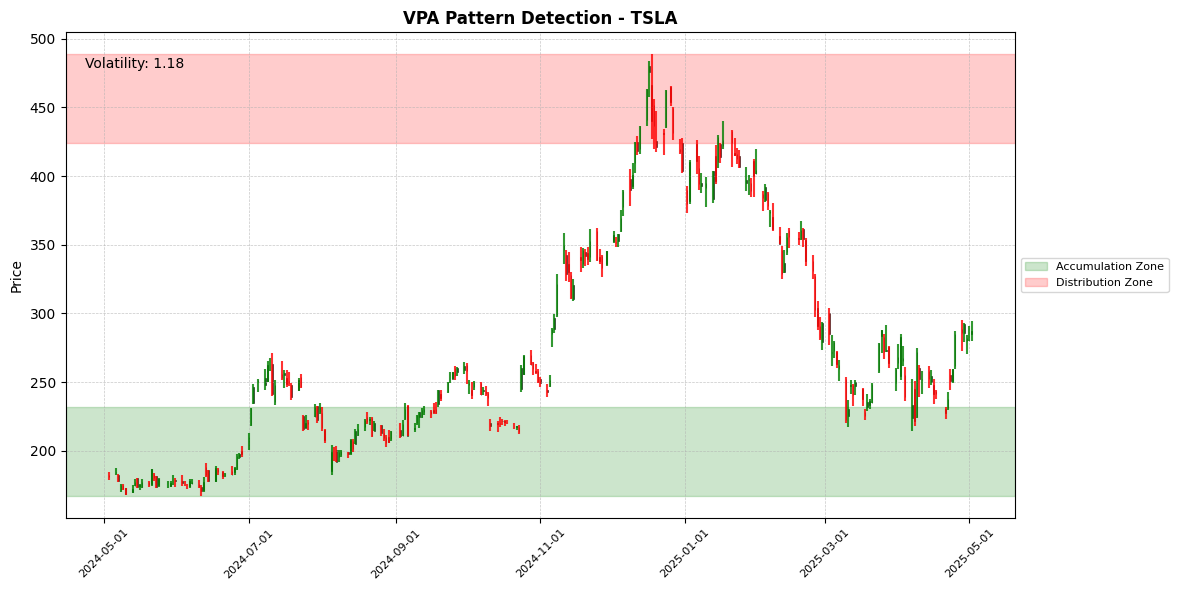 VPA Pattern Detection - TSLA
Volatility: 1.18
Price
500
450
400
350
300
250
200
2024-05-01
2024-07-01
2024-09-01
2024-11-01
2025-01-01
2025-03-01
2025-05-01
Accumulation Zone
Distribution Zone